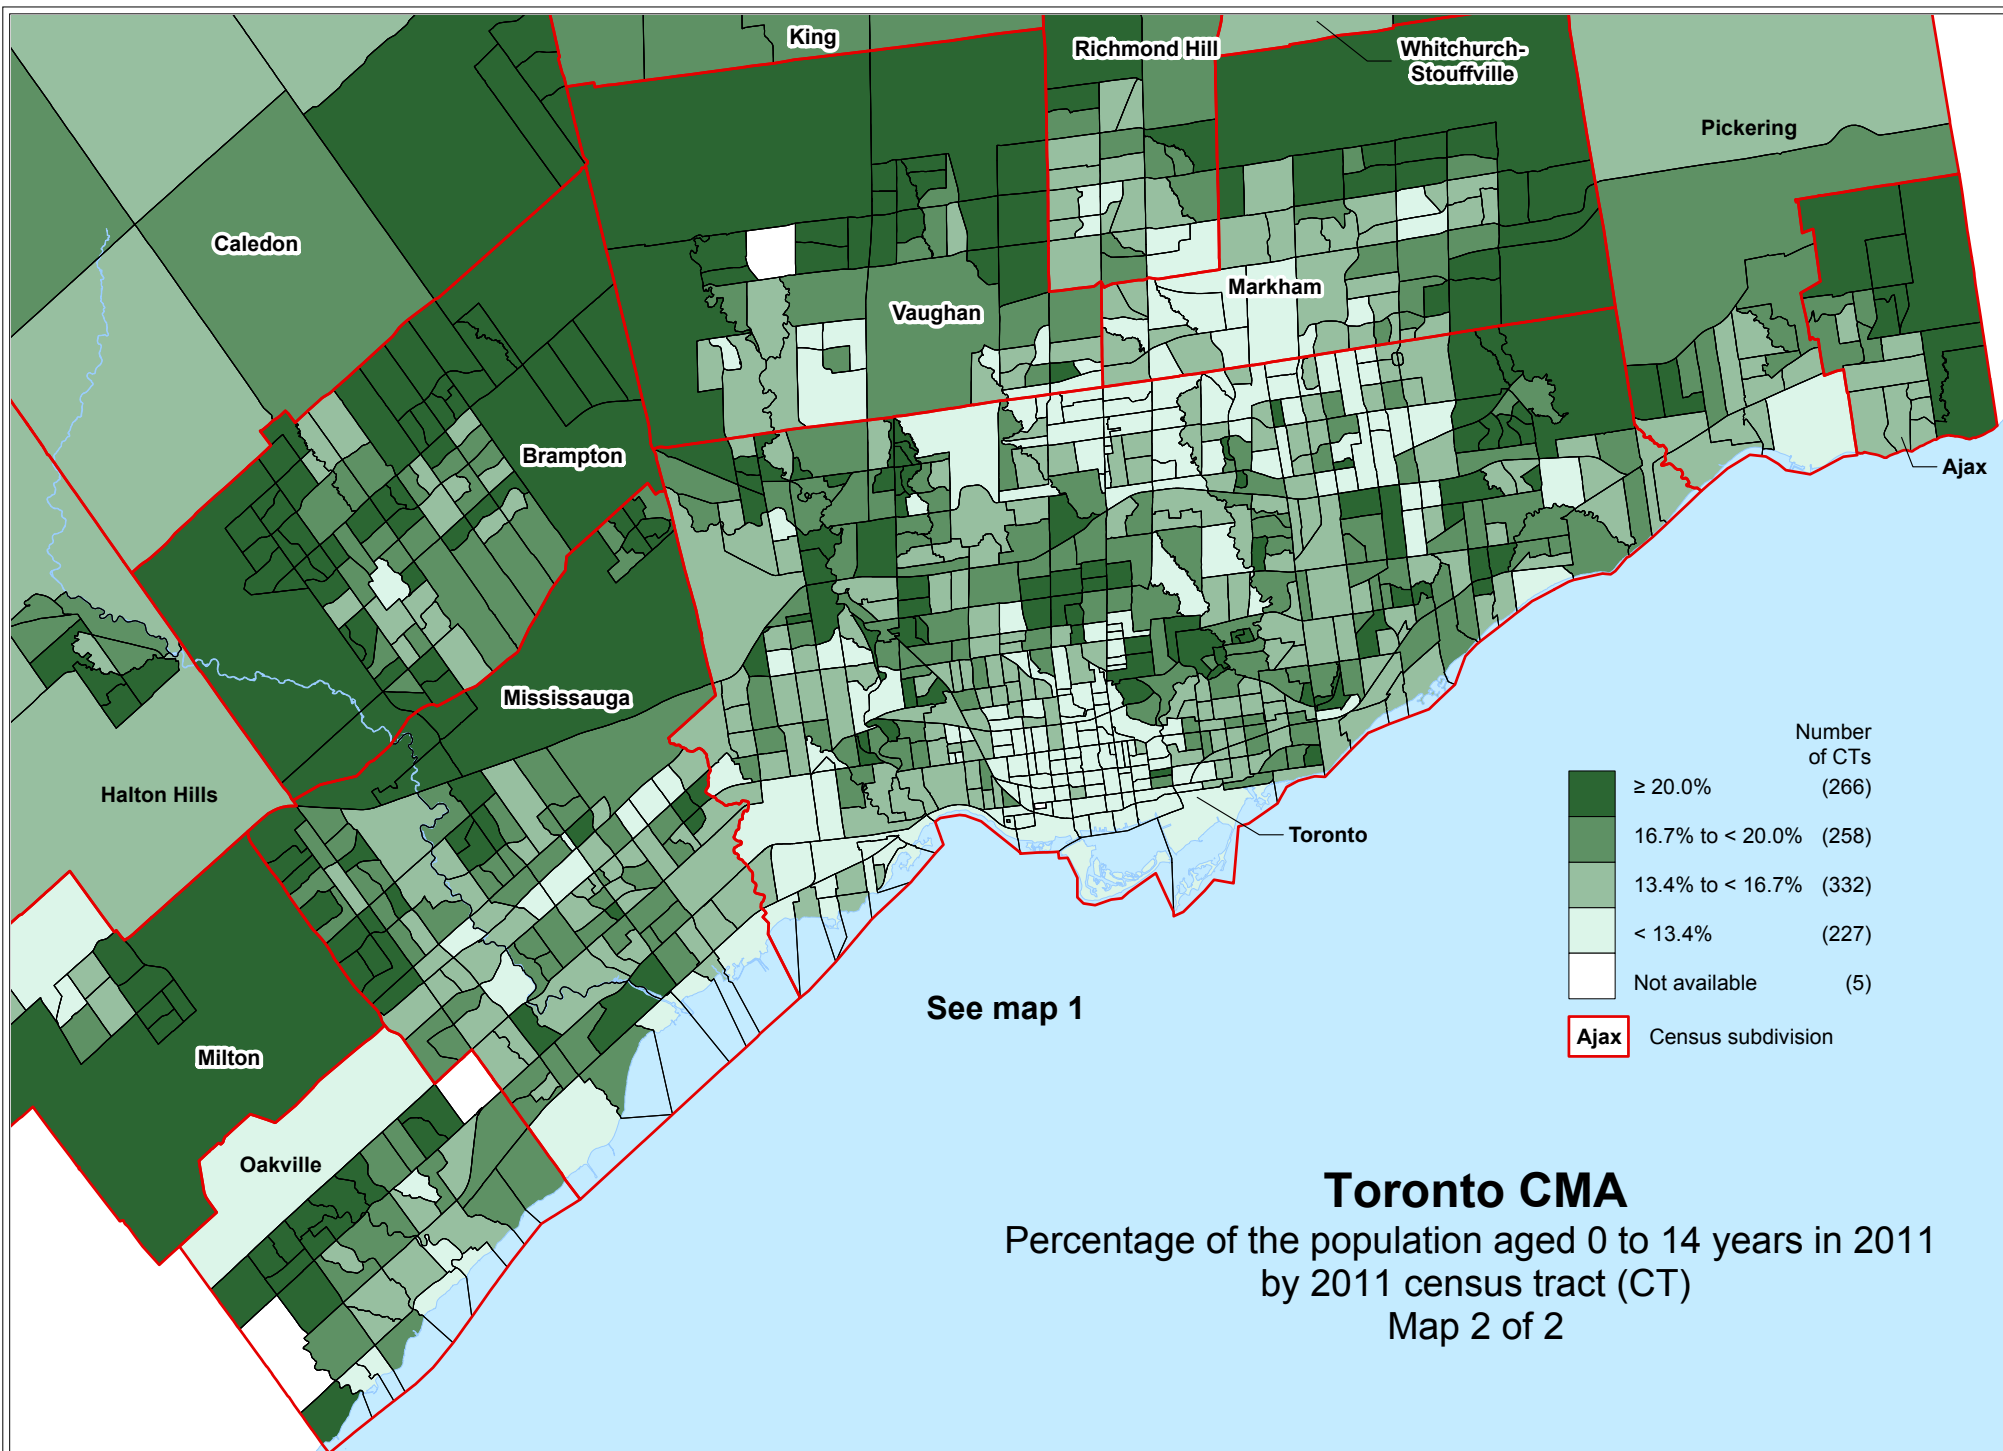 King
Richmond Hill
Whitchurch-
Stouffville
Pickering
Caledon
Vaughan
Markham
Brampton
Ajax
Mississauga
Halton Hills
Toronto
Milton
Oakville
See map 1
Number
of CTs
≥ 20.0% (266)
16.7% to < 20.0% (258)
13.4% to < 16.7% (332)
< 13.4% (227)
Not available (5)
Ajax Census subdivision
Toronto CMA
Percentage of the population aged 0 to 14 years in 2011
by 2011 census tract (CT)
Map 2 of 2